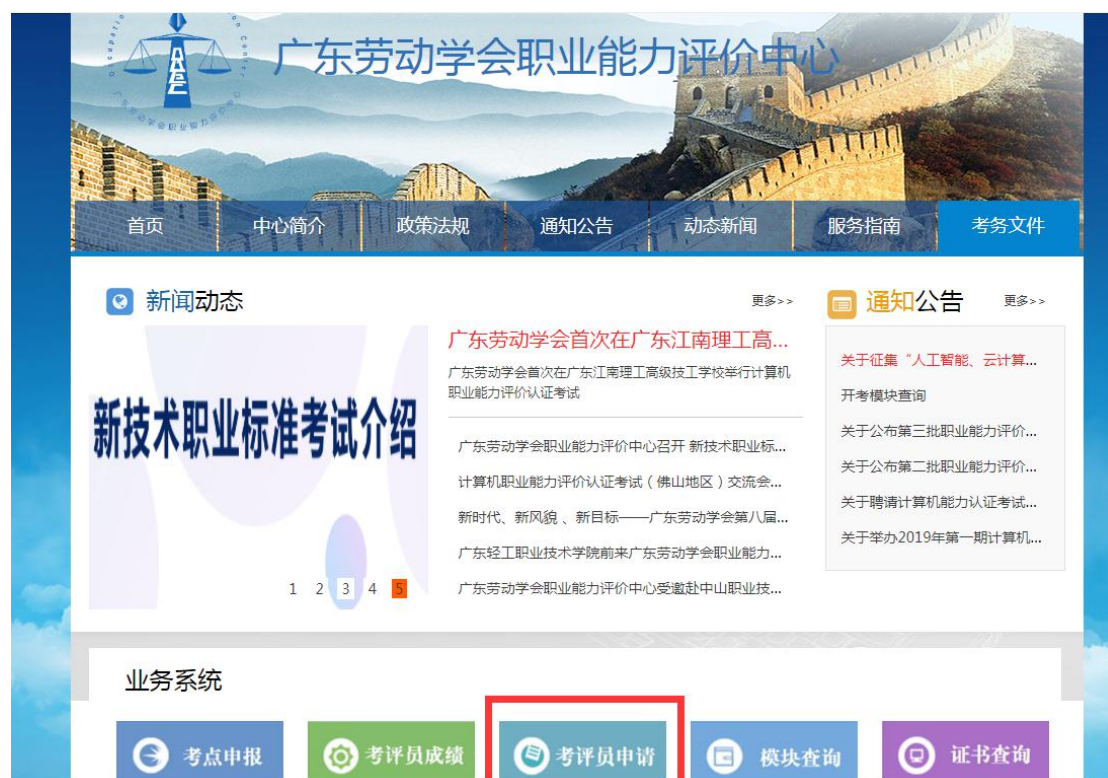 广东劳动学会职业能力评价中心
首页 中心简介 政策法规 通知公告 动态新闻 服务指南 考务文件
新闻动态 更多>>
通知公告 更多>>
新技术职业标准考试介绍
1 2 3 4 5
广东劳动学会首次在广东江南理工高...
广东劳动学会首次在广东江南理工高级技工学校举行计算机
职业能力评价认证考试
广东劳动学会职业能力评价中心召开 新技术职业标...
计算机职业能力评价认证考试（佛山地区）交流会...
新时代、新风貌 、新目标——广东劳动学会第八届...
广东轻工职业技术学院前来广东劳动学会职业能力...
广东劳动学会职业能力评价中心受邀赴中山职业技...
关于征集“人工智能、云计算...
开考模块查询
关于公布第三批职业能力评价...
关于公布第二批职业能力评价...
关于聘请计算机能力认证考试...
关于举办2019年第一期计算机...
业务系统
考点申报 考评员成绩 考评员申请 模块查询 证书查询